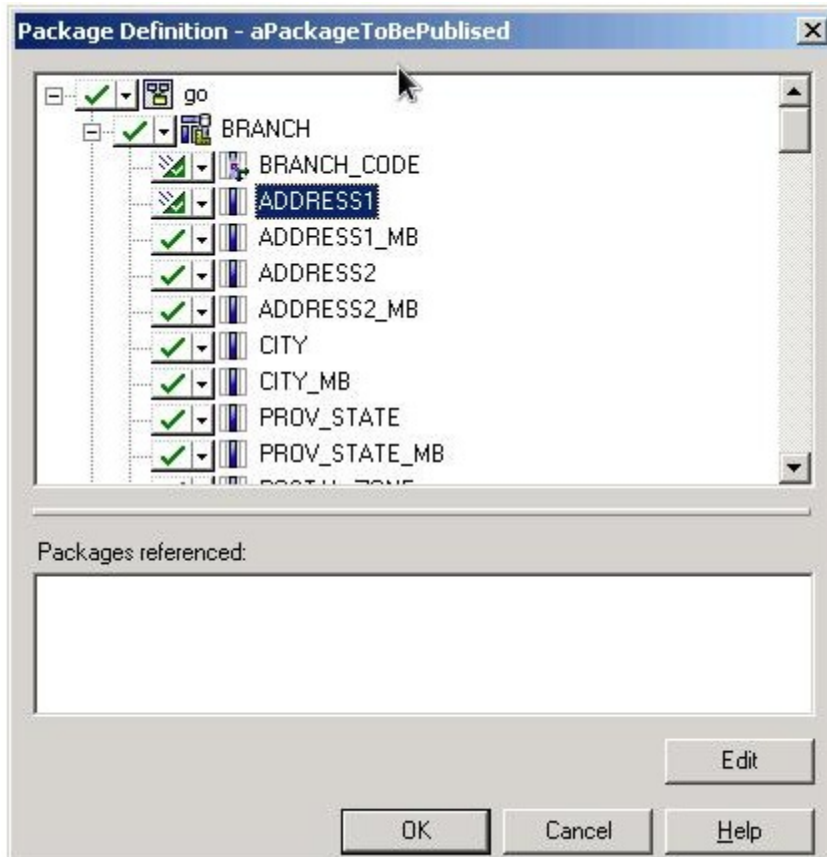 Package Definition - aPackageToBePublised
go
BRANCH
BRANCH_CODE
ADDRESS1
ADDRESS1_MB
ADDRESS2
ADDRESS2_MB
CITY
CITY_MB
PROV_STATE
PROV_STATE_MB
Packages referenced:
Edit
OK
Cancel
Help